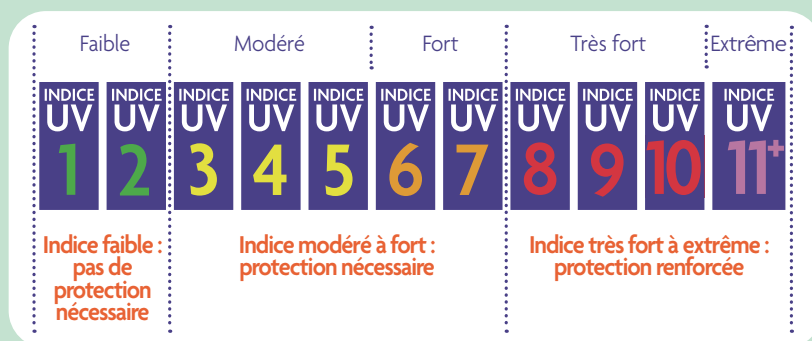 Faible Modéré Fort Très fort Extrême
INDICE INDICE INDICE INDICE INDICE INDICE INDICE INDICE INDICE INDICE INDICE
UV UV UV UV UV UV UV UV UV UV UV
1 2 3 4 5 6 7 8 9 10 11+
Indice faible :
pas de
protection
nécessaire
Indice modéré à fort :
protection nécessaire
Indice très fort à extrême :
protection renforcée